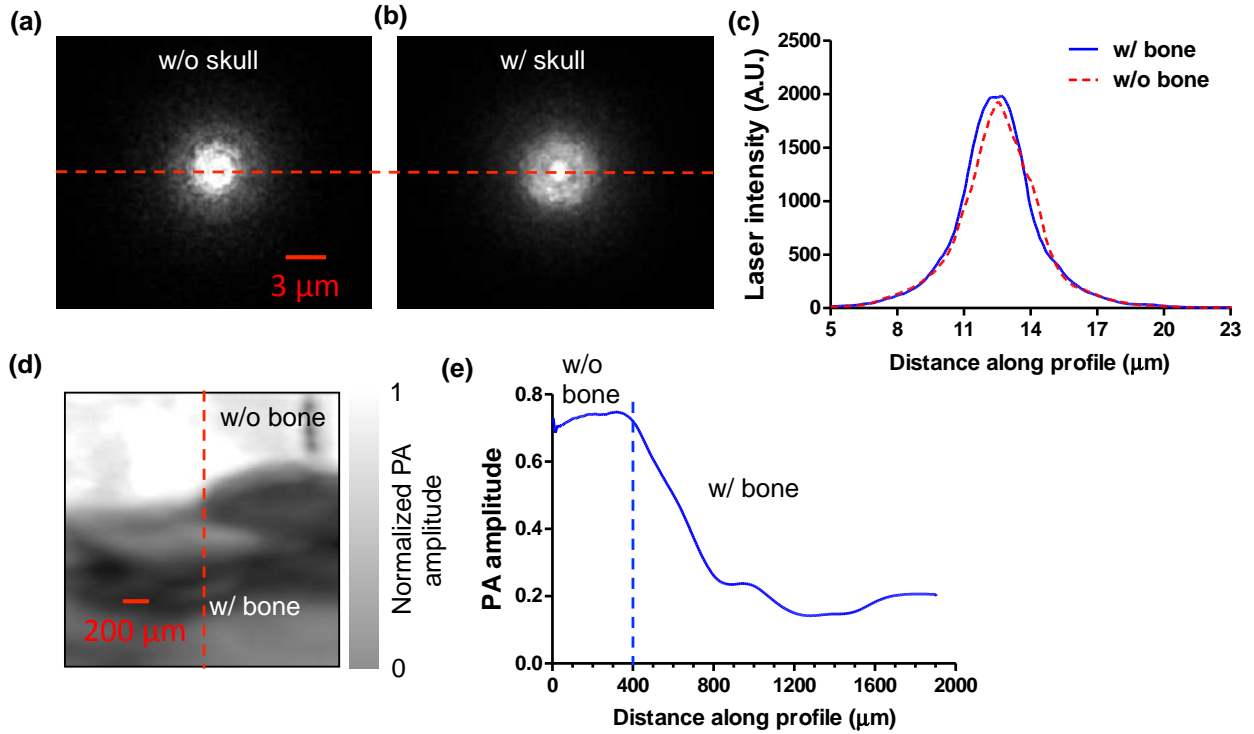 (a)
w/o skull
3 μm
(b)
w/ skull
(c)
2500
2000
1500
1000
500
0
5
8
11
14
17
20
23
w/ bone
w/o bone
Laser intensity (A.U.)
Distance along profile (μm)
(d)
w/o bone
w/ bone
200 μm
1
0
Normalized PA
amplitude
(e)
w/o
bone
w/ bone
0.8
0.6
0.4
0.2
0.0
0
400
800
1200
1600
2000
PA amplitude
Distance along profile (μm)